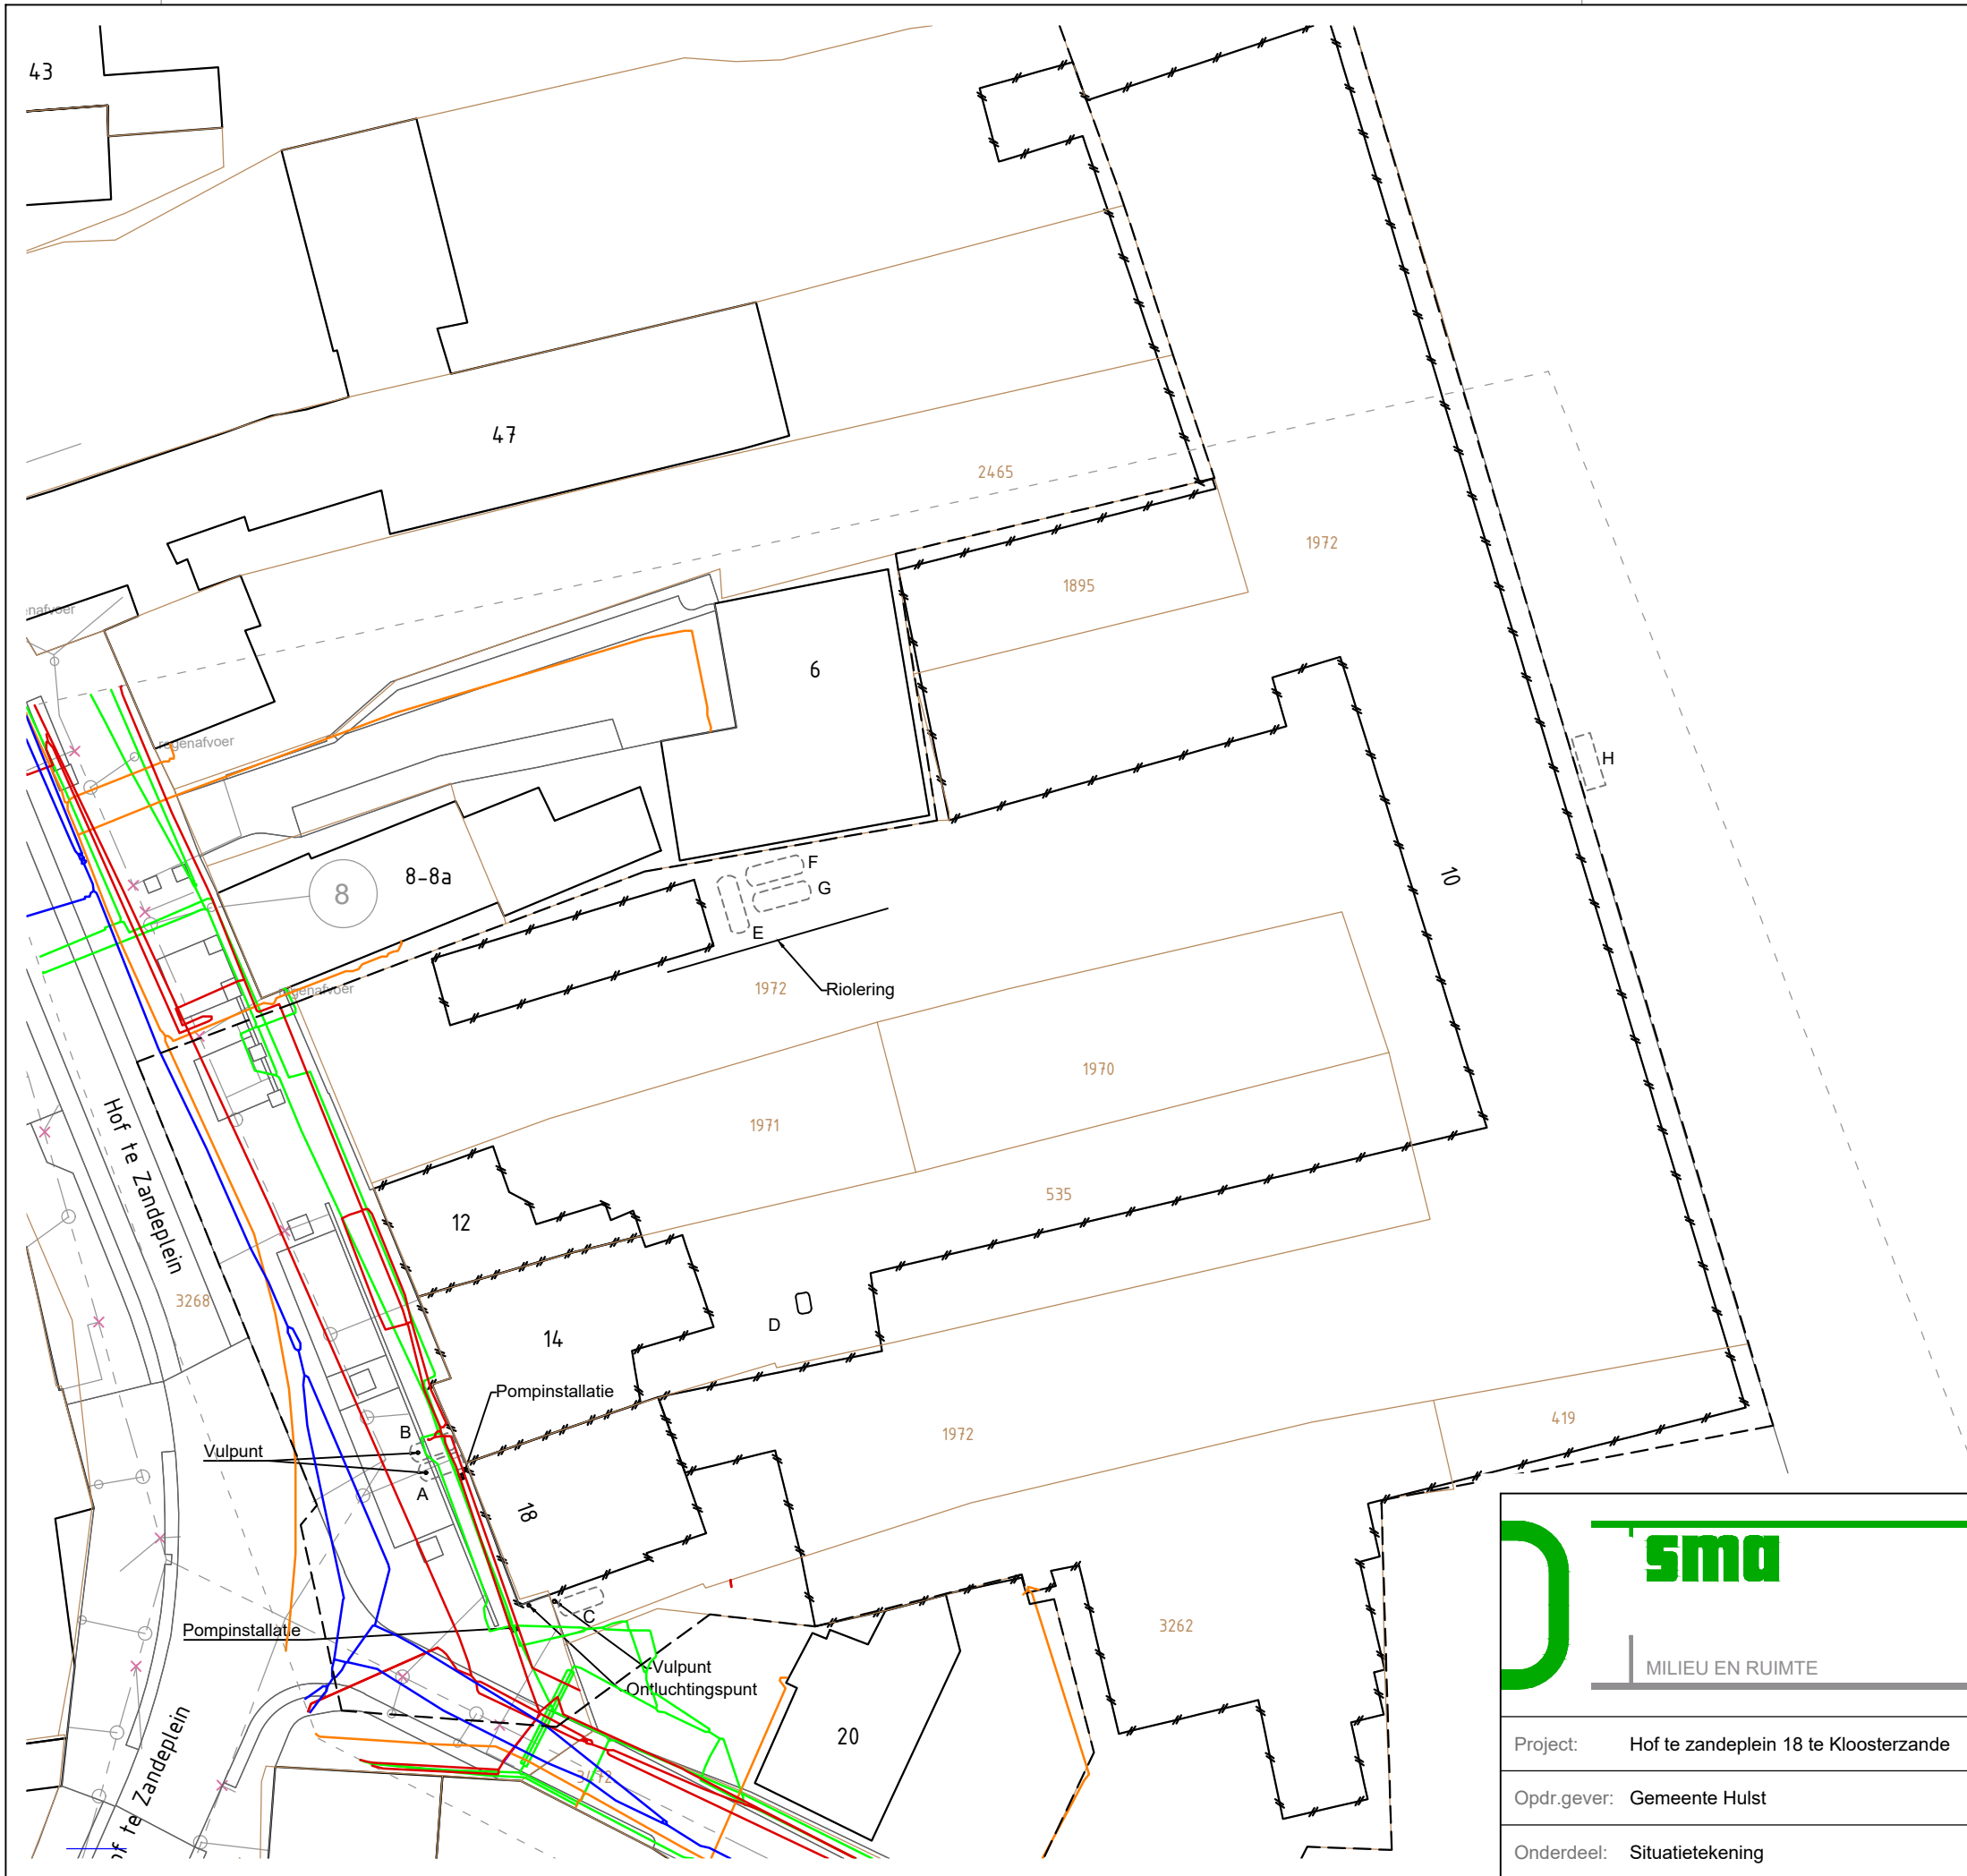 43
47
2465
1972
1895
regenafvoer
6
regenafvoer
H
8-8a
8
F
G
E
10
1972
Riolering
regenafvoer
1970
1971
Hof te Zandeplein
535
12
3268
14
D
Pompinstallatie
419
1972
B
Vulpunt
A
18
C
3262
Pompinstallatie
Vulpunt
Ontluchtingspunt
20
Hof te Zandeplein
sma
MILIEU EN RUIMTE
Project: Hof te zandeplein 18 te Kloosterzande
Opdr.gever: Gemeente Hulst
Onderdeel: Situatietekening